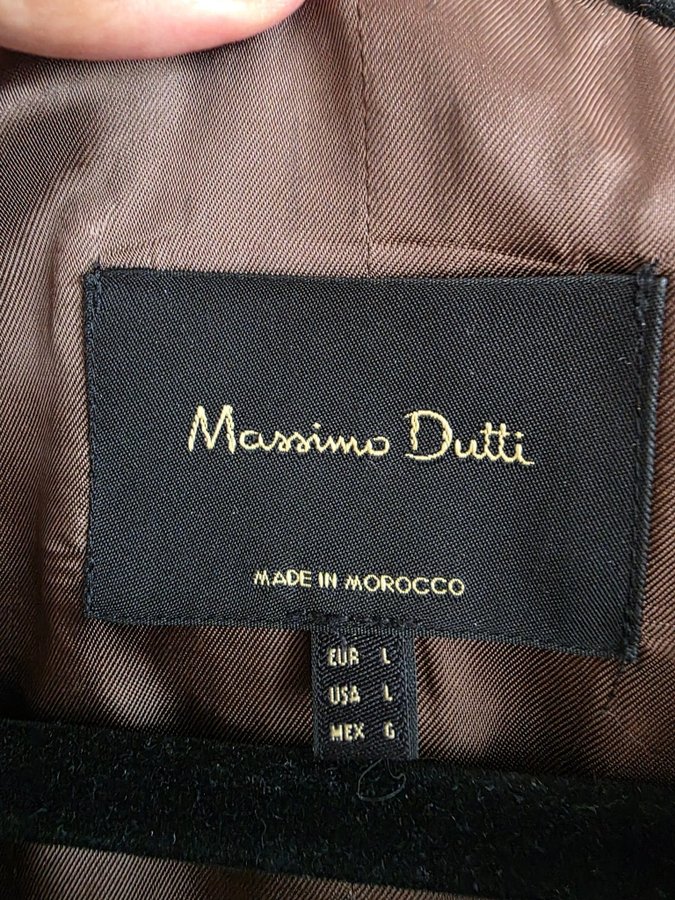 Massimo Dutti
MADE IN MOROCCO
EUR L
USA L
MEX G